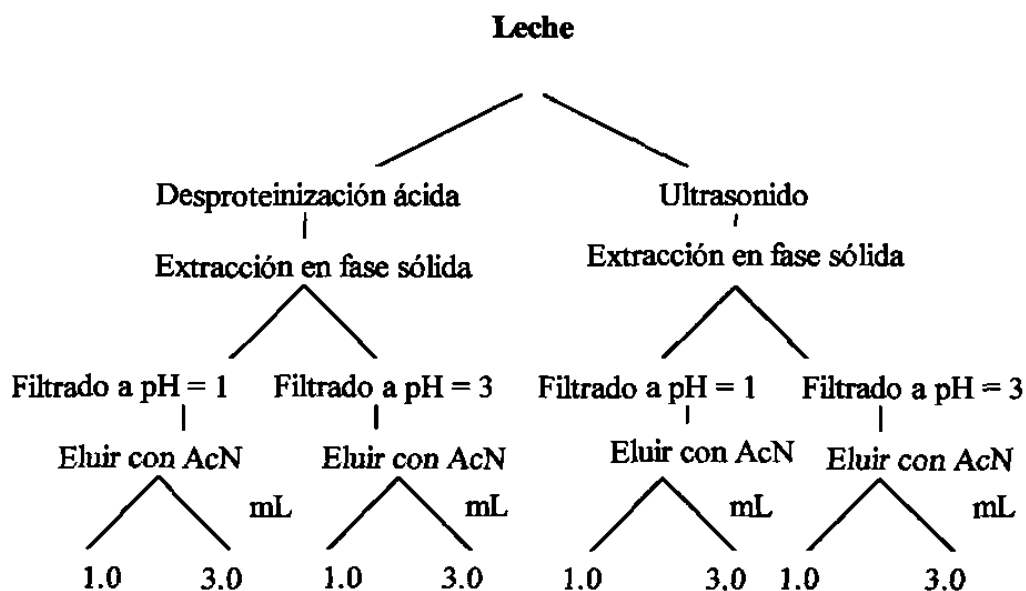 Leche
Desproteinización ácida Ultrasonido
Extracción en fase sólida Extracción en fase sólida
Filtrado a pH = 1 Filtrado a pH = 3 Filtrado a pH = 1 Filtrado a pH = 3
Eluir con AcN Eluir con AcN Eluir con AcN Eluir con AcN
mL mL mL mL
1.0 3.0 1.0 3.0 1.0 3.0 1.0 3.0